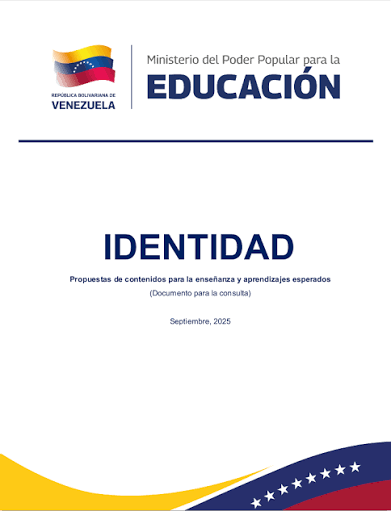 REPÚBLICA BOLIVARIANA DE
VENEZUELA
Ministerio del Poder Popular para la
EDUCACIÓN
IDENTIDAD
Propuestas de contenidos para la enseñanza y aprendizajes esperados
(Documento para la consulta)
Septiembre, 2025